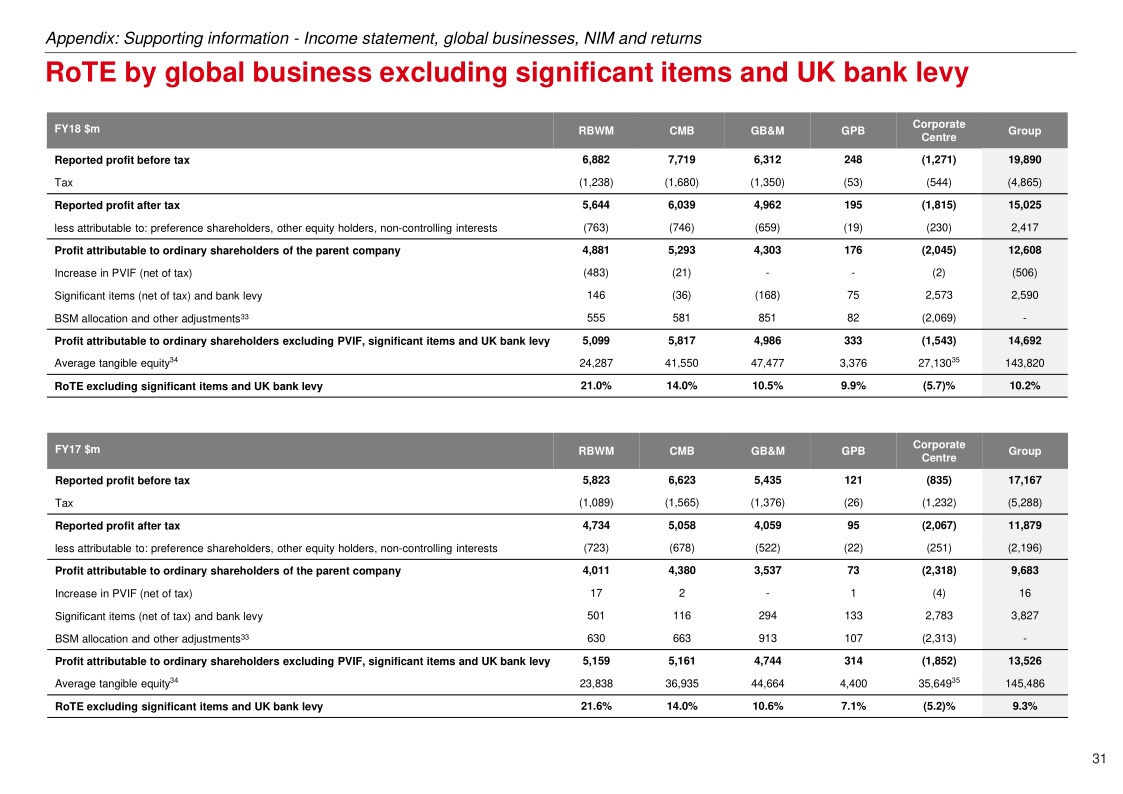 Appendix: Supporting information - Income statement, global businesses, NIM and returns
RoTE by global business excluding significant items and UK bank levy
FY18 $m RBWM CMB GB&M GPB Corporate Centre Group
Reported profit before tax 6,882 7,719 6,312 248 (1,271) 19,890
Tax (1,238) (1,680) (1,350) (53) (544) (4,865)
Reported profit after tax 5,644 6,039 4,962 195 (1,815) 15,025
less attributable to: preference shareholders, other equity holders, non-controlling interests (763) (746) (659) (19) (230) 2,417
Profit attributable to ordinary shareholders of the parent company 4,881 5,293 4,303 176 (2,045) 12,608
Increase in PVIF (net of tax) (483) (21) - - (2) (506)
Significant items (net of tax) and bank levy 146 (36) (168) 75 2,573 2,590
BSM allocation and other adjustments33 555 581 851 82 (2,069) -
Profit attributable to ordinary shareholders excluding PVIF, significant items and UK bank levy 5,099 5,817 4,986 333 (1,543) 14,692
Average tangible equity34 24,287 41,550 47,477 3,376 27,13035 143,820
RoTE excluding significant items and UK bank levy 21.0% 14.0% 10.5% 9.9% (5.7)% 10.2%
FY17 $m RBWM CMB GB&M GPB Corporate Centre Group
Reported profit before tax 5,823 6,623 5,435 121 (835) 17,167
Tax (1,089) (1,565) (1,376) (26) (1,232) (5,288)
Reported profit after tax 4,734 5,058 4,059 95 (2,067) 11,879
less attributable to: preference shareholders, other equity holders, non-controlling interests (723) (678) (522) (22) (251) (2,196)
Profit attributable to ordinary shareholders of the parent company 4,011 4,380 3,537 73 (2,318) 9,683
Increase in PVIF (net of tax) 17 2 - 1 (4) 16
Significant items (net of tax) and bank levy 501 116 294 133 2,783 3,827
BSM allocation and other adjustments33 630 663 913 107 (2,313) -
Profit attributable to ordinary shareholders excluding PVIF, significant items and UK bank levy 5,159 5,161 4,744 314 (1,852) 13,526
Average tangible equity34 23,838 36,935 44,664 4,400 35,64935 145,486
RoTE excluding significant items and UK bank levy 21.6% 14.0% 10.6% 7.1% (5.2)% 9.3%
31